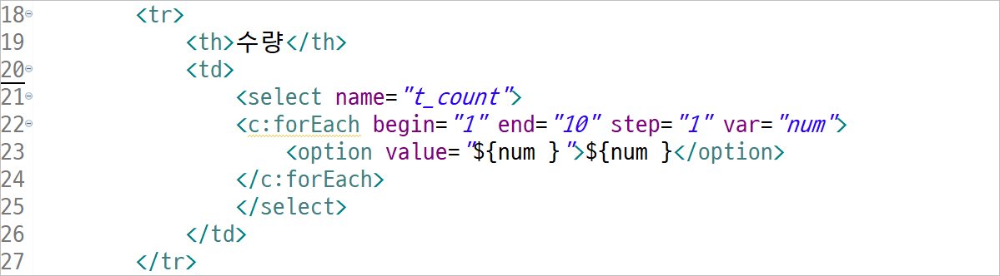 18 <tr>
19 <th>수량</th>
20 <td>
21 <select name="t_count">
22 <c:forEach begin="1" end="10" step="1" var="num">
23 <option value="${num }">${num }</option>
24 </c:forEach>
25 </select>
26 </td>
27 </tr>